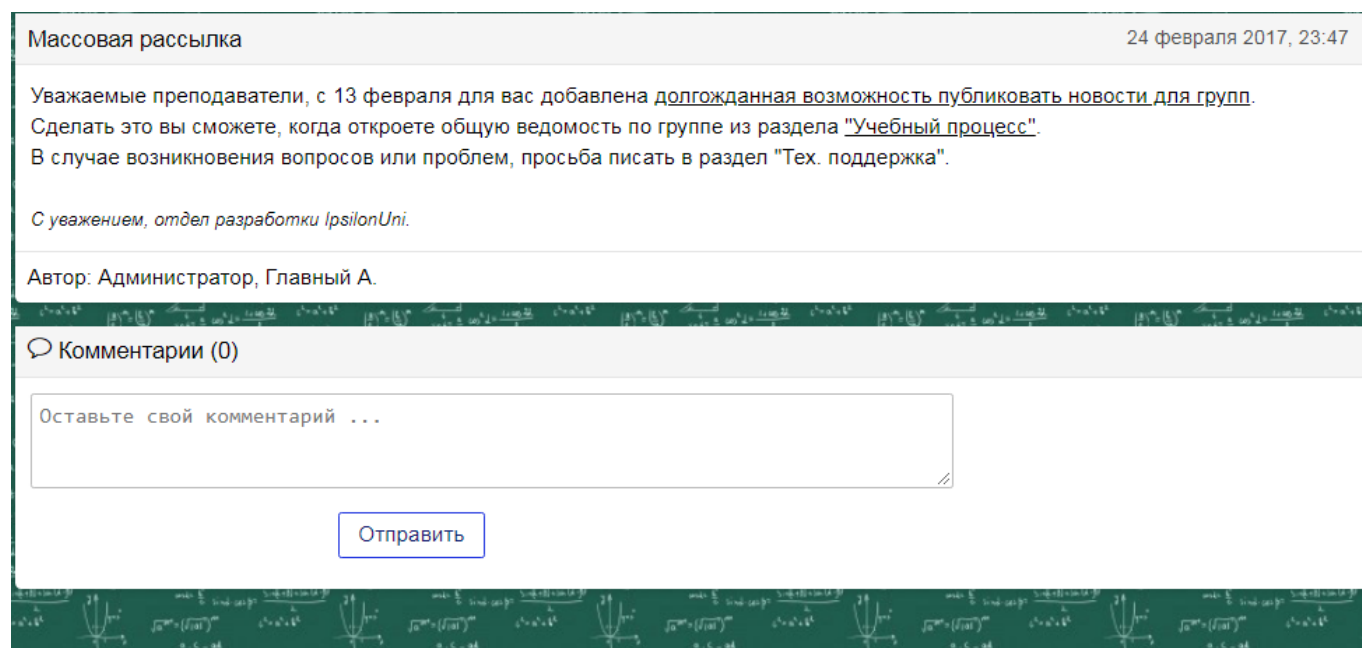 Массовая рассылка
24 февраля 2017, 23:47
Уважаемые преподаватели, с 13 февраля для вас добавлена долгожданная возможность публиковать новости для групп.
Сделать это вы сможете, когда откроете общую ведомость по группе из раздела "Учебный процесс".
В случае возникновения вопросов или проблем, просьба писать в раздел "Тех. поддержка".
С уважением, отдел разработки IpsilonUni.
Автор: Администратор, Главный А.
Комментарии (0)
Оставьте свой комментарий ...
Отправить